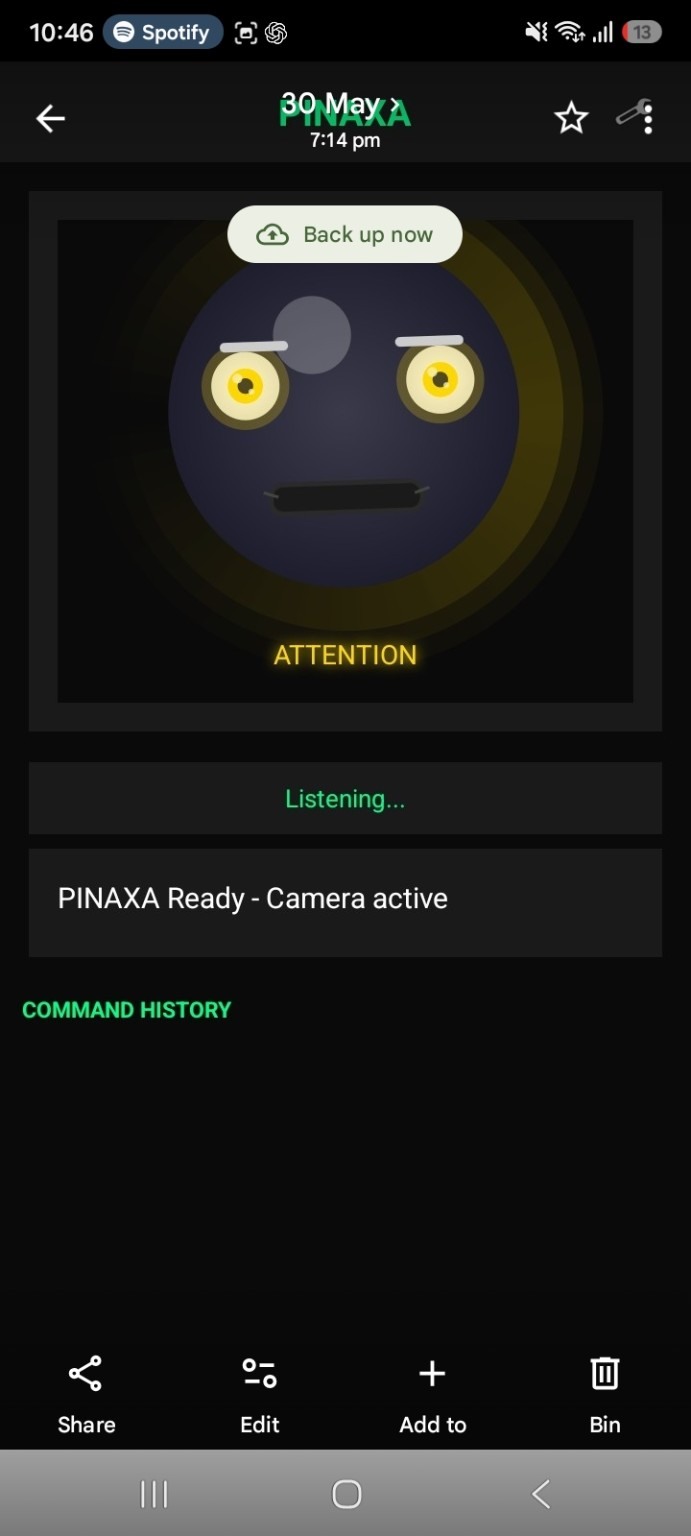 10:46 Spotify 13
30 May >
PINAXA
7:14 pm
Back up now
ATTENTION
Listening...
PINAXA Ready - Camera active
COMMAND HISTORY
Share Edit Add to Bin